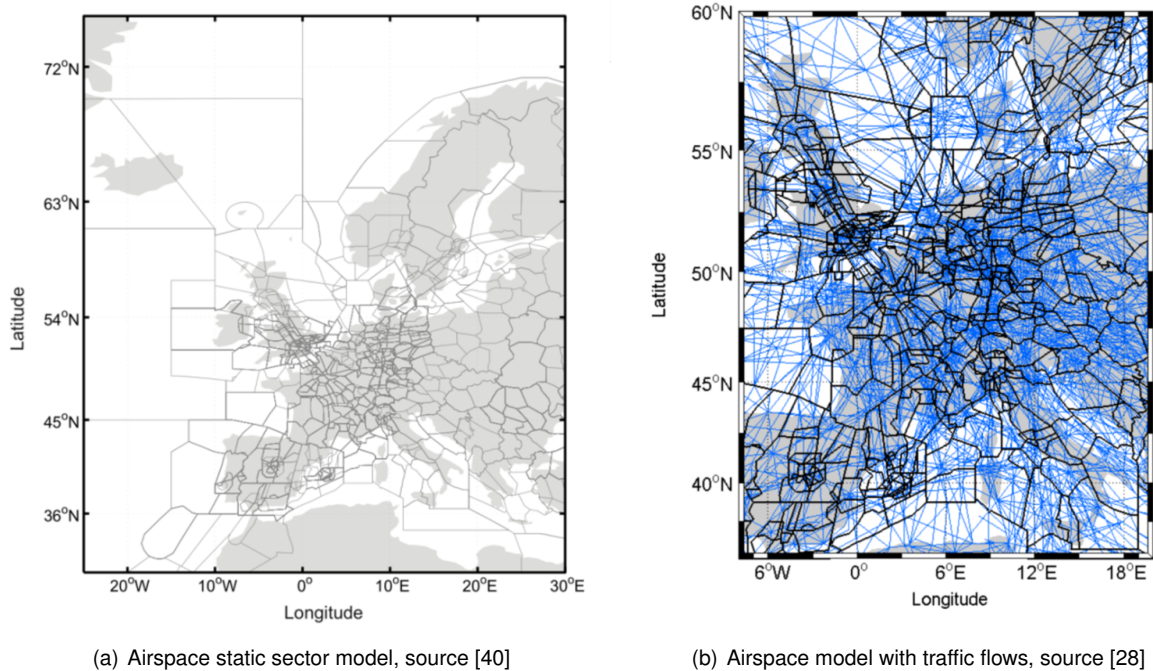 72°N
63°N
54°N
45°N
36°N
Latitude
20°W 10°W 0° 10°E 20°E 30°E
Longitude
(a) Airspace static sector model, source [40]
60°N
55°N
50°N
45°N
40°N
Latitude
6°W 0° 6°E 12°E 18°E
Longitude
(b) Airspace model with traffic flows, source [28]